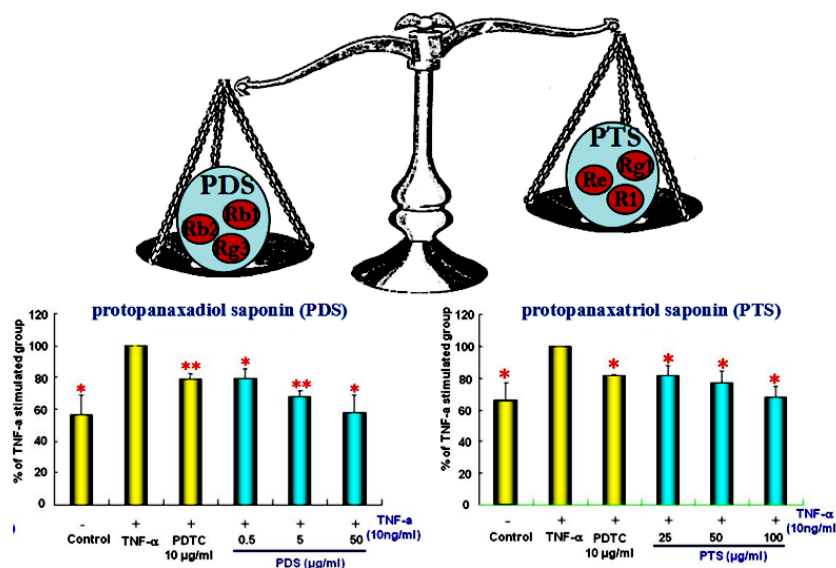 PDS
Rb1
Rb2
Rg3
PTS
Rg1
Re
R1
protopanaxadiol saponin (PDS)
% of TNF-a stimulated group
120
100
80
60
40
20
0
*
**
*
**
*
- + + + + + TNF-a
Control TNF-α PDTC 0.5 5 50 (10ng/ml)
10 µg/ml
PDS (µg/ml)
protopanaxatriol saponin (PTS)
% of TNF-a stimulated group
120
100
80
60
40
20
0
*
*
*
*
*
- + + + + + TNF-α
Control TNF-α PDTC 25 50 100 (10ng/ml)
10 µg/ml
PTS (µg/ml)